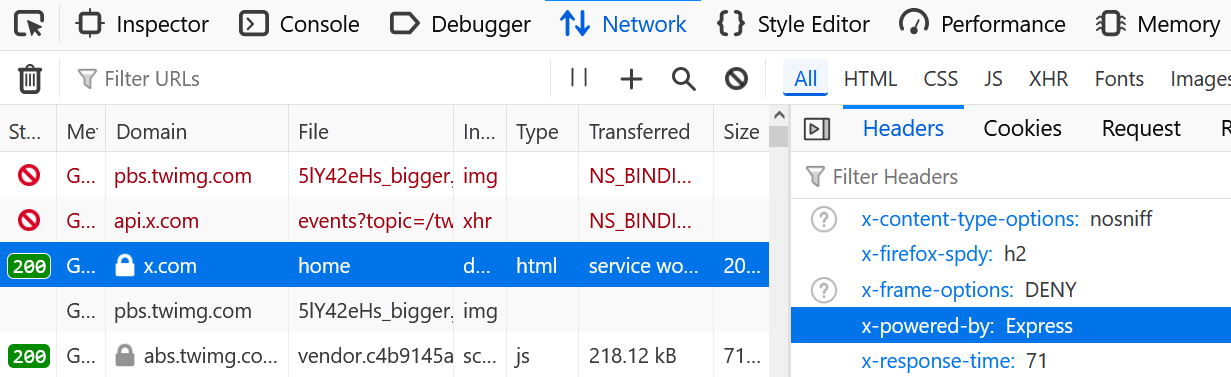 Inspector Console Debugger Network Style Editor Performance Memory
Filter URLs All HTML CSS JS XHR Fonts Images
St... Me Domain File In... Type Transferred Size
G... pbs.twimg.com 5lY42eHs_bigger. img NS_BINDI...
G... api.x.com events?topic=/tw xhr NS_BINDI...
200 G... x.com home d... html service wo... 20...
G... pbs.twimg.com 5lY42eHs_bigger. img
200 G... abs.twimg.co... vendor.c4b9145a sc... js 218.12 kB 71...
Headers Cookies Request R
Filter Headers
x-content-type-options: nosniff
x-firefox-spdy: h2
x-frame-options: DENY
x-powered-by: Express
x-response-time: 71